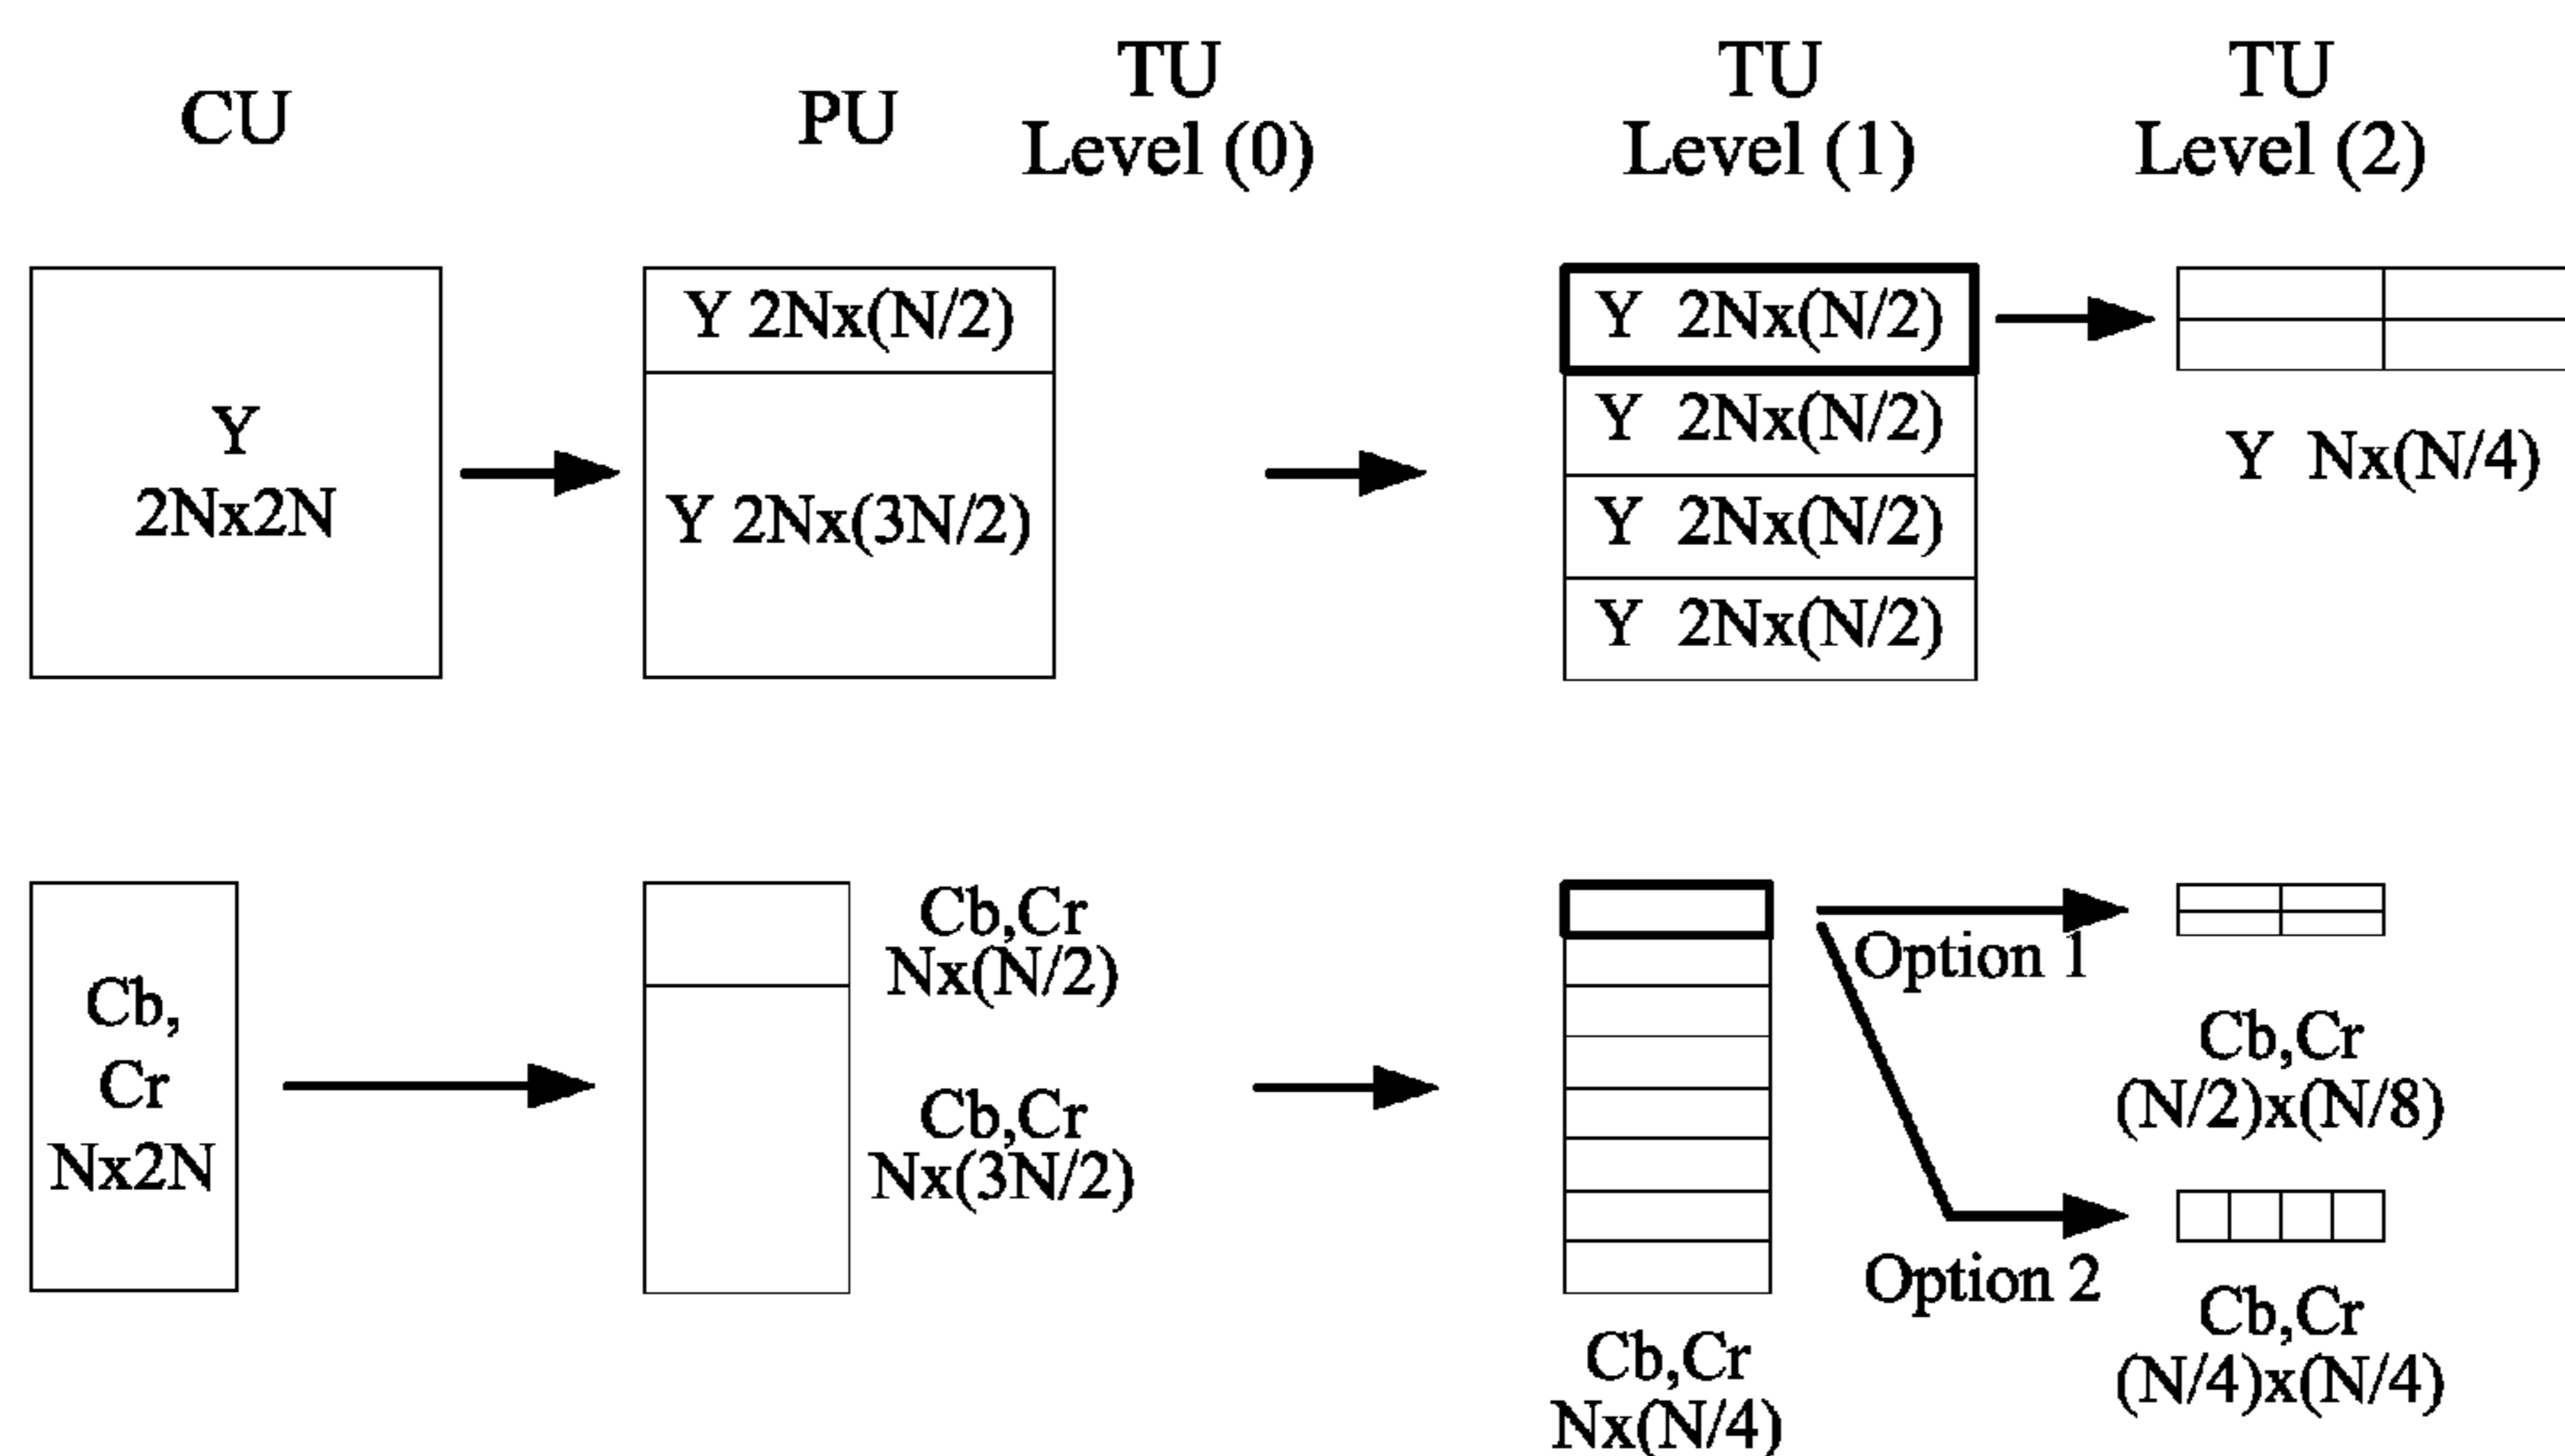 CU
PU
TU
Level (0)
TU
Level (1)
TU
Level (2)
Y
2Nx2N
Y 2Nx(N/2)
Y 2Nx(3N/2)
Y 2Nx(N/2)
Y 2Nx(N/2)
Y 2Nx(N/2)
Y 2Nx(N/2)
Y Nx(N/4)
Cb,
Cr
Nx2N
Cb,Cr
Nx(N/2)
Cb,Cr
Nx(3N/2)
Cb,Cr
Nx(N/4)
Option 1
Cb,Cr
(N/2)x(N/8)
Option 2
Cb,Cr
(N/4)x(N/4)